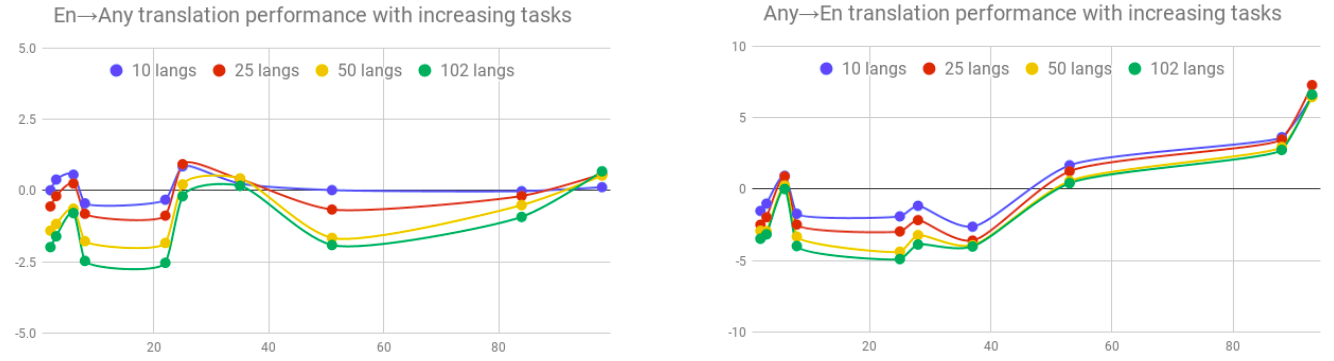 En→Any translation performance with increasing tasks
5.0
10 langs 25 langs 50 langs 102 langs
2.5
0.0
-2.5
-5.0
20 40 60 80
Any→En translation performance with increasing tasks
10
10 langs 25 langs 50 langs 102 langs
5
0
-5
-10
20 40 60 80